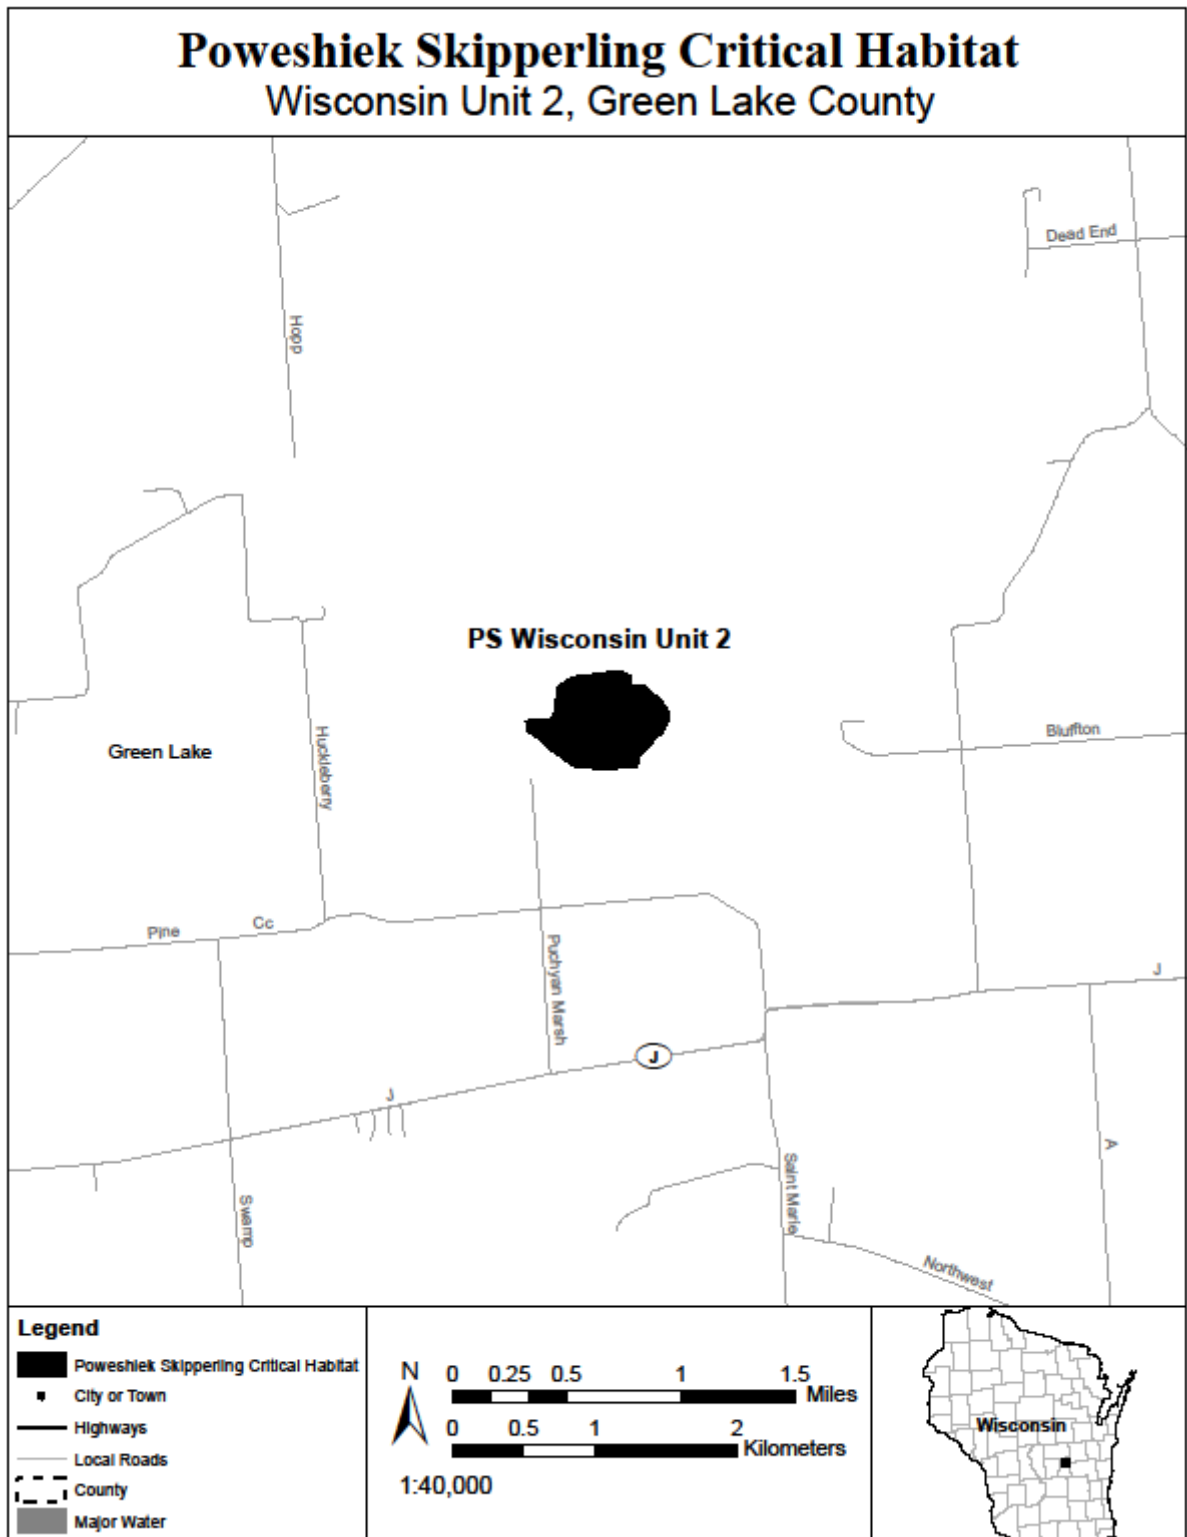 Poweshiek Skipperling Critical Habitat
Wisconsin Unit 2, Green Lake County
Dead End
Hopp
PS Wisconsin Unit 2
Green Lake
Huckleberry
Bluffton
Pine
Cc
Puchyan Marsh
J
J
J
A
Saint Marie
Swamp
Northwest
Legend
Poweshiek Skipperling Critical Habitat
City or Town
Highways
Local Roads
County
Major Water
N
0 0.25 0.5 1 1.5
Miles
0 0.5 1 2
Kilometers
1:40,000
Wisconsin